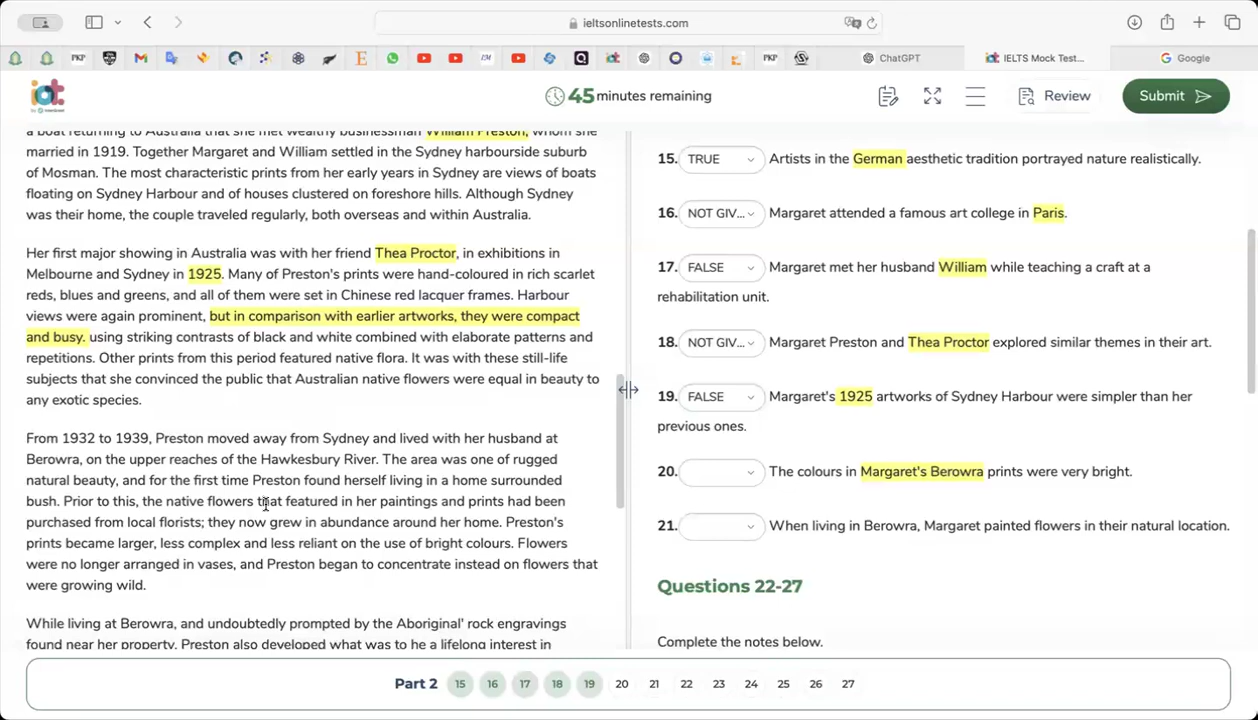 ieltsonlinetests.com
ChatGPT
IELTS Mock Test...
Google
iot
45 minutes remaining
Review
Submit
a boat returning to Australia that she met wealthy businessman William Preston, whom she
married in 1919. Together Margaret and William settled in the Sydney harbourside suburb
of Mosman. The most characteristic prints from her early years in Sydney are views of boats
floating on Sydney Harbour and of houses clustered on foreshore hills. Although Sydney
was their home, the couple traveled regularly, both overseas and within Australia.
Her first major showing in Australia was with her friend Thea Proctor, in exhibitions in
Melbourne and Sydney in 1925. Many of Preston's prints were hand-coloured in rich scarlet
reds, blues and greens, and all of them were set in Chinese red lacquer frames. Harbour
views were again prominent, but in comparison with earlier artworks, they were compact
and busy. using striking contrasts of black and white combined with elaborate patterns and
repetitions. Other prints from this period featured native flora. It was with these still-life
subjects that she convinced the public that Australian native flowers were equal in beauty to
any exotic species.
From 1932 to 1939, Preston moved away from Sydney and lived with her husband at
Berowra, on the upper reaches of the Hawkesbury River. The area was one of rugged
natural beauty, and for the first time Preston found herself living in a home surrounded
bush. Prior to this, the native flowers that featured in her paintings and prints had been
purchased from local florists; they now grew in abundance around her home. Preston's
prints became larger, less complex and less reliant on the use of bright colours. Flowers
were no longer arranged in vases, and Preston began to concentrate instead on flowers that
were growing wild.
While living at Berowra, and undoubtedly prompted by the Aboriginal' rock engravings
found near her property, Preston also developed what was to be a lifelong interest in
15. TRUE Artists in the German aesthetic tradition portrayed nature realistically.
16. NOT GIV... Margaret attended a famous art college in Paris.
17. FALSE Margaret met her husband William while teaching a craft at a
rehabilitation unit.
18. NOT GIV... Margaret Preston and Thea Proctor explored similar themes in their art.
19. FALSE Margaret's 1925 artworks of Sydney Harbour were simpler than her
previous ones.
20. The colours in Margaret's Berowra prints were very bright.
21. When living in Berowra, Margaret painted flowers in their natural location.
Questions 22-27
Complete the notes below.
Part 2 15 16 17 18 19 20 21 22 23 24 25 26 27